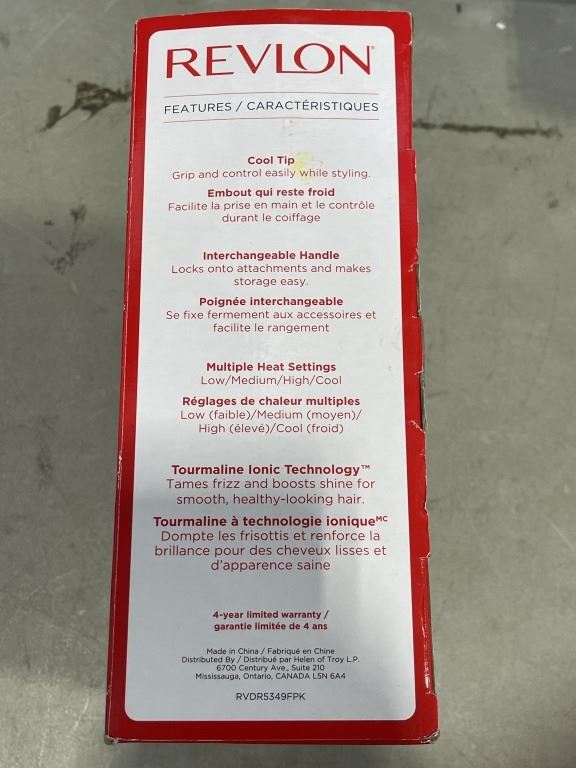 REVLON®
FEATURES / CARACTÉRISTIQUES
Cool Tip
Grip and control easily while styling.
Embout qui reste froid
Facilite la prise en main et le contrôle
durant le coiffage
Interchangeable Handle
Locks onto attachments and makes
storage easy.
Poignée interchangeable
Se fixe fermement aux accessoires et
facilite le rangement
Multiple Heat Settings
Low/Medium/High/Cool
Réglages de chaleur multiples
Low (faible)/Medium (moyen)/
High (élevé)/Cool (froid)
Tourmaline Ionic Technology™
Tames frizz and boosts shine for
smooth, healthy-looking hair.
Tourmaline à technologie ioniqueMC
Dompte les frisottis et renforce la
brillance pour des cheveux lisses et
d'apparence saine
4-year limited warranty /
garantie limitée de 4 ans
Made in China / Fabriqué en Chine
Distributed By / Distribué par Helen of Troy L.P.
6700 Century Ave., Suite 210
Mississauga, Ontario, CANADA L5N 6A4
RVDR5349FPK